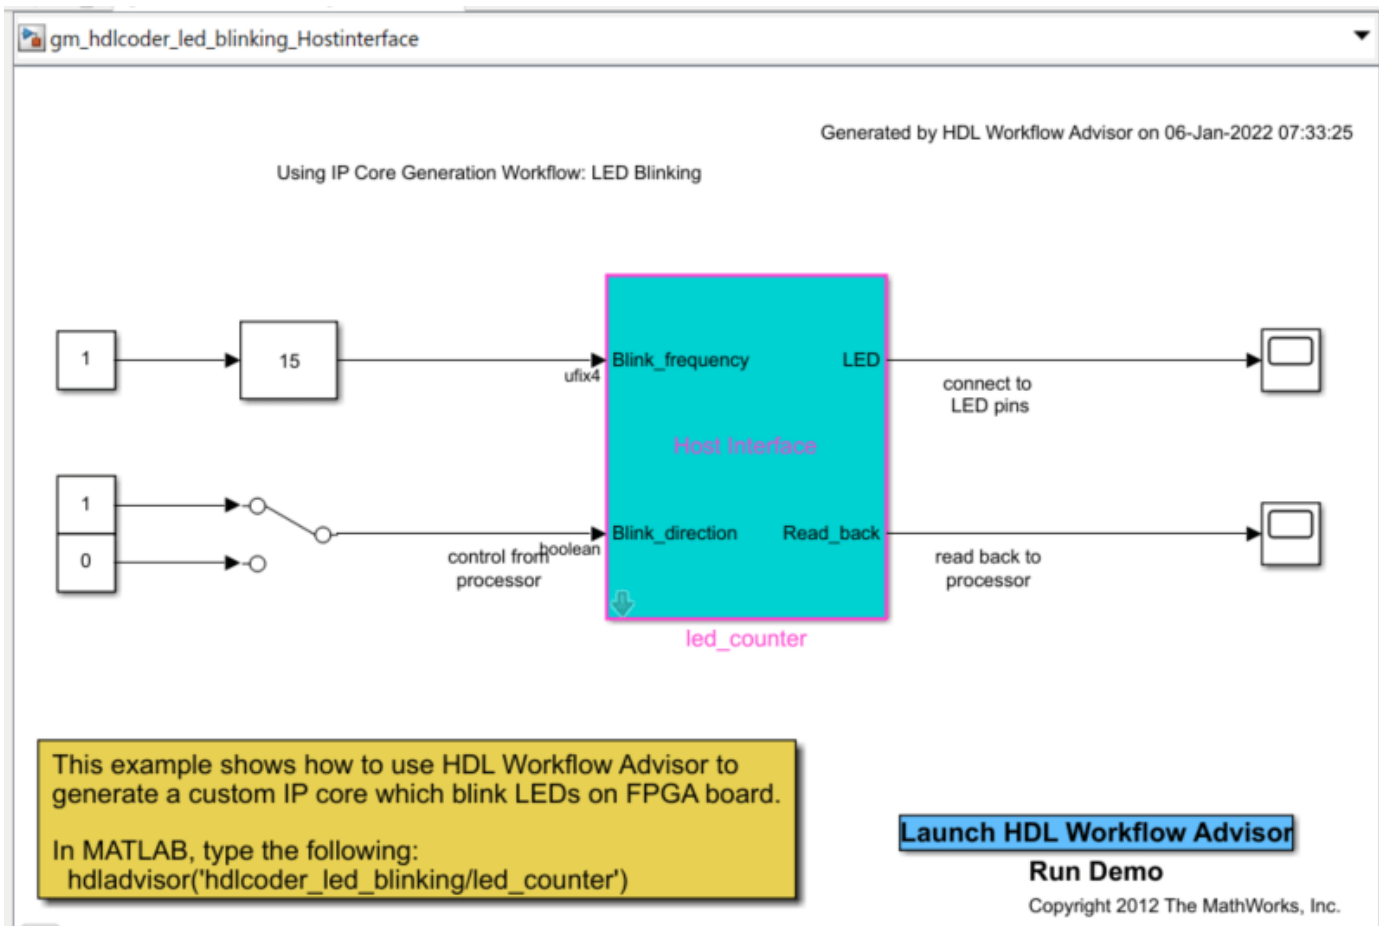 gm_hdlcoder_led_blinking_Hostinterface
Generated by HDL Workflow Advisor on 06-Jan-2022 07:33:25
Using IP Core Generation Workflow: LED Blinking
1
15
ufix4
Blink_frequency
LED
connect to
LED pins
Host Interface
1
0
control from
processor
boolean
Blink_direction
Read_back
read back to
processor
led_counter
This example shows how to use HDL Workflow Advisor to
generate a custom IP core which blink LEDs on FPGA board.
In MATLAB, type the following:
hdladvisor('hdlcoder_led_blinking/led_counter')
Launch HDL Workflow Advisor
Run Demo
Copyright 2012 The MathWorks, Inc.